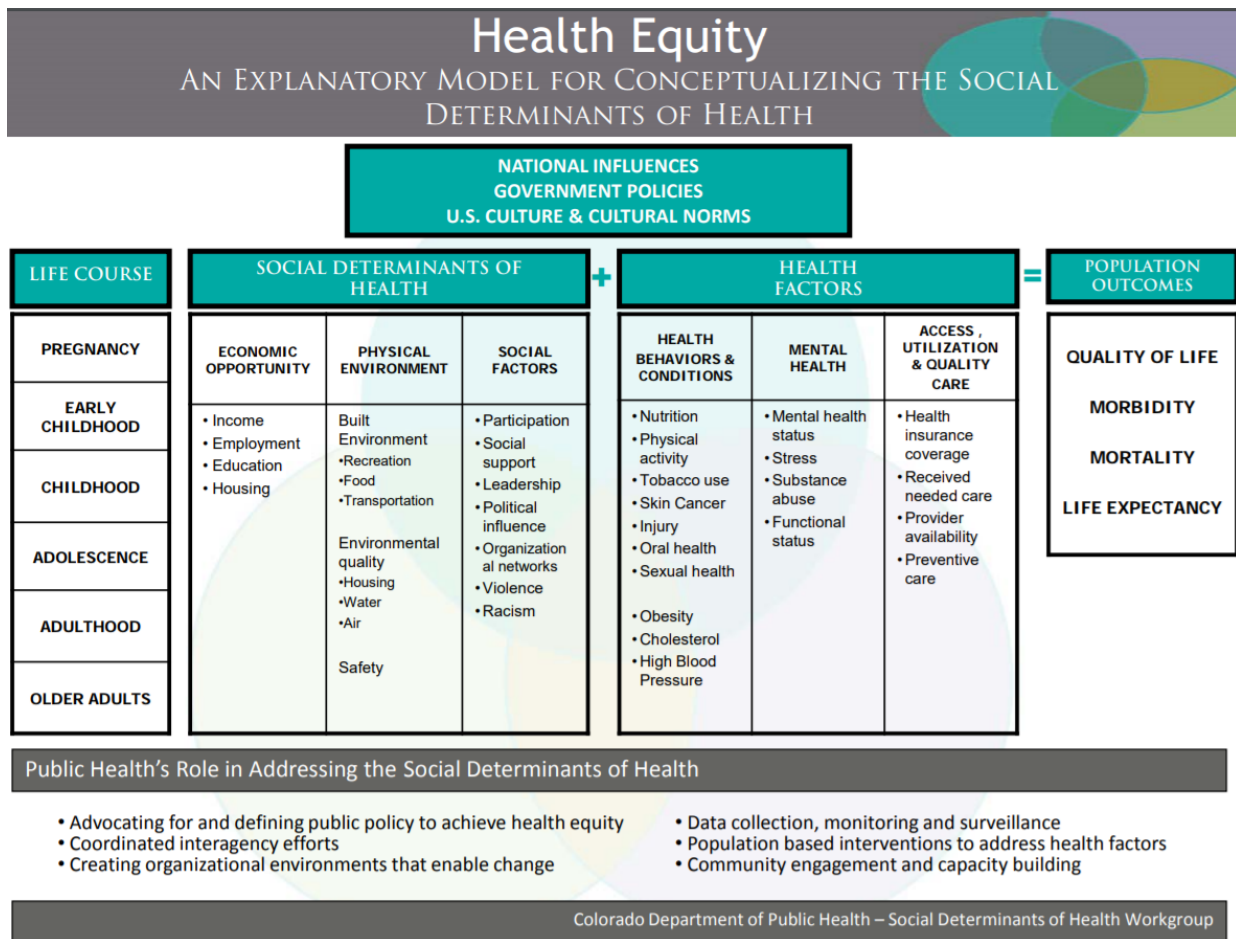 Health Equity
AN EXPLANATORY MODEL FOR CONCEPTUALIZING THE SOCIAL
DETERMINANTS OF HEALTH
NATIONAL INFLUENCES
GOVERNMENT POLICIES
U.S. CULTURE & CULTURAL NORMS
LIFE COURSE
PREGNANCY
EARLY
CHILDHOOD
CHILDHOOD
ADOLESCENCE
ADULTHOOD
OLDER ADULTS
SOCIAL DETERMINANTS OF
HEALTH
ECONOMIC
OPPORTUNITY
• Income
• Employment
• Education
• Housing
PHYSICAL
ENVIRONMENT
Built
Environment
•Recreation
•Food
•Transportation
Environmental
quality
•Housing
•Water
•Air
Safety
SOCIAL
FACTORS
• Participation
• Social
support
• Leadership
• Political
influence
• Organization
al networks
• Violence
• Racism
+
HEALTH
FACTORS
HEALTH
BEHAVIORS &
CONDITIONS
• Nutrition
• Physical
activity
• Tobacco use
• Skin Cancer
• Injury
• Oral health
• Sexual health
• Obesity
• Cholesterol
• High Blood
Pressure
MENTAL
HEALTH
• Mental health
status
• Stress
• Substance
abuse
• Functional
status
ACCESS ,
UTILIZATION
& QUALITY
CARE
• Health
insurance
coverage
• Received
needed care
• Provider
availability
• Preventive
care
=
POPULATION
OUTCOMES
QUALITY OF LIFE
MORBIDITY
MORTALITY
LIFE EXPECTANCY
Public Health's Role in Addressing the Social Determinants of Health
• Advocating for and defining public policy to achieve health equity
• Coordinated interagency efforts
• Creating organizational environments that enable change
• Data collection, monitoring and surveillance
• Population based interventions to address health factors
• Community engagement and capacity building
Colorado Department of Public Health – Social Determinants of Health Workgroup